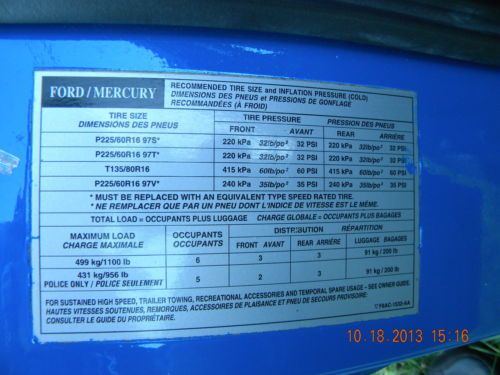 FORD / MERCURY
RECOMMENDED TIRE SIZE and INFLATION PRESSURE (COLD)
DIMENSIONS DES PNEUS et PRESSIONS DE GONFLAGE
RECOMMANDÉES (À FROID)
TIRE SIZE TIRE PRESSURE PRESSION DES PNEUS
DIMENSIONS DES PNEUS FRONT AVANT REAR ARRIÈRE
P225/60R16 97S* 220 kPa 32lb/po² 32 PSI 220 kPa 32lb/po² 32 PSI
P225/60R16 97T* 220 kPa 32lb/po² 32 PSI 220 kPa 32lb/po² 32 PSI
T135/80R16 415 kPa 60lb/po² 60 PSI 415 kPa 60lb/po² 60 PSI
P225/60R16 97V* 240 kPa 35lb/po² 35 PSI 240 kPa 35lb/po² 35 PSI
* MUST BE REPLACED WITH AN EQUIVALENT TYPE SPEED RATED TIRE.
* NE REMPLACER QUE PAR UN PNEU DONT L'INDICE DE VITESSE EST LE MÊME.
TOTAL LOAD = OCCUPANTS PLUS LUGGAGE CHARGE GLOBALE = OCCUPANTS PLUS BAGAGES
MAXIMUM LOAD OCCUPANTS DISTRIBUTION RÉPARTITION
CHARGE MAXIMALE OCCUPANTS FRONT AVANT REAR ARRIÈRE LUGGAGE BAGAGES
499 kg/1100 lb 6 3 3 91 kg / 200 lb
431 kg/956 lb 5 2 3 91 kg / 200 lb
POLICE ONLY / POLICE SEULEMENT
FOR SUSTAINED HIGH SPEED, TRAILER TOWING, RECREATIONAL ACCESSORIES AND TEMPORAL SPARE USAGE - SEE OWNER GUIDE.
HAUTES VITESSES SOUTENUES, REMORQUES, ACCESSOIRES DE PLAISANCE ET PNEU DE SECOURS PROVISOIRE:
CONSULTER LE GUIDE DU PROPRIÉTAIRE.
F8AC-1532-AA
10.18.2013 15:16